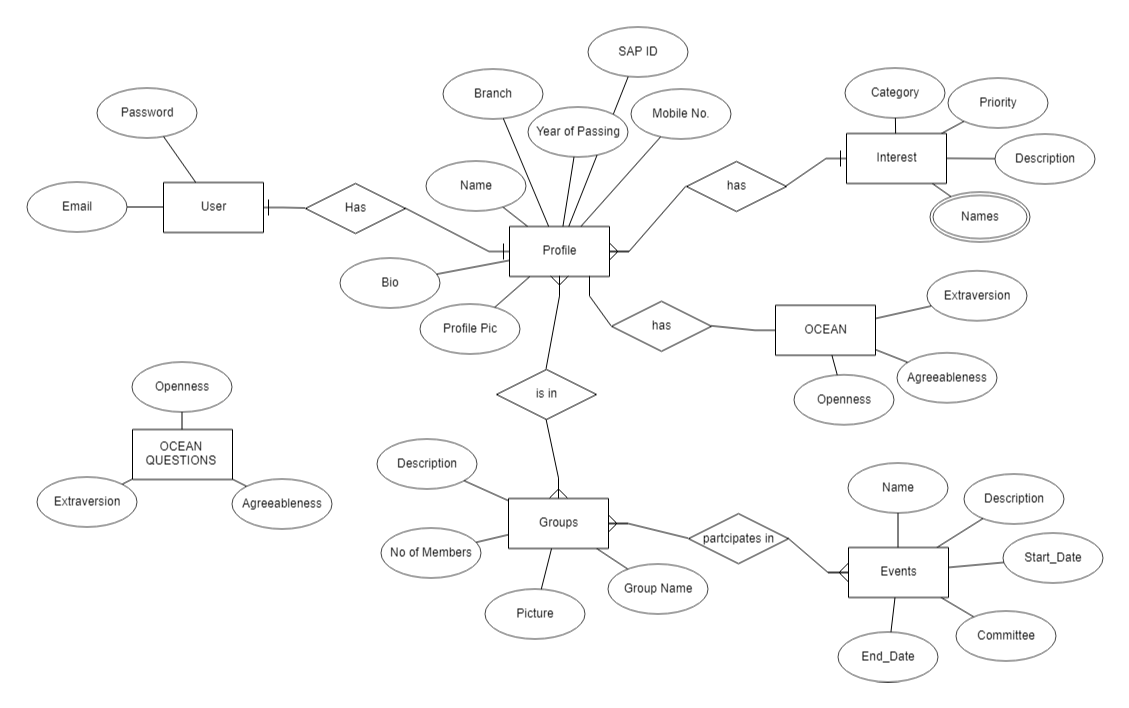 SAP ID
Branch
Category
Priority
Password
Mobile No.
Year of Passing
Interest
Description
Name
has
Email
User
Has
Names
Profile
Bio
Extraversion
Profile Pic
has
OCEAN
Agreeableness
Openness
is in
Openness
OCEAN
QUESTIONS
Extraversion
Agreeableness
Description
Name
Description
Groups
partcipates in
No of Members
Start_Date
Events
Group Name
Picture
Committee
End_Date